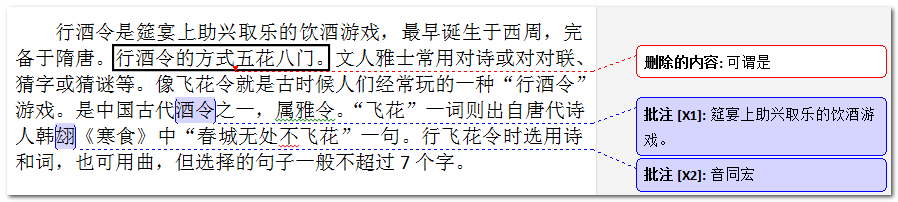 行酒令是筵宴上助兴取乐的饮酒游戏，最早诞生于西周，完
备于隋唐。行酒令的方式五花八门。文人雅士常用对诗或对对联、
猜字或猜谜等。像飞花令就是古时候人们经常玩的一种“行酒令”
游戏。是中国古代酒令之一，属雅令。“飞花”一词则出自唐代诗
人韩翃《寒食》中“春城无处不飞花”一句。行飞花令时选用诗
和词，也可用曲，但选择的句子一般不超过 7 个字。
删除的内容: 可谓是
批注 [X1]: 筵宴上助兴取乐的饮酒游
戏。
批注 [X2]: 音同宏